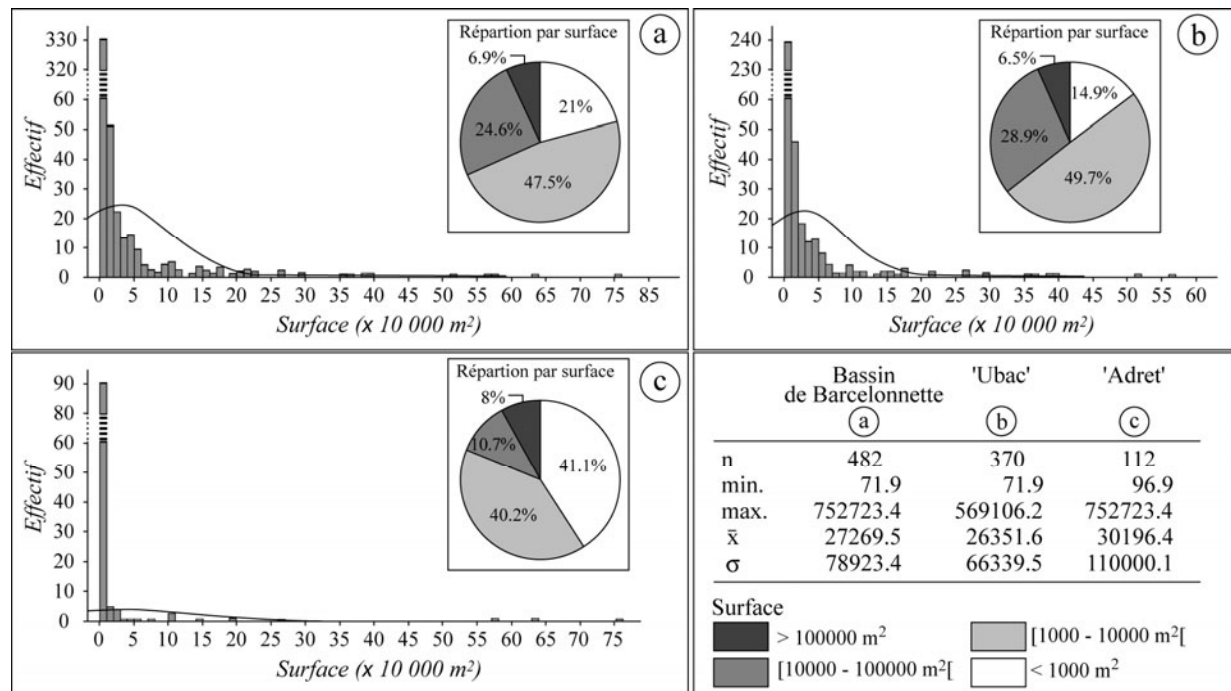 a
Répartion par surface
6.9%
21%
24.6%
47.5%
Effectif
330
320
60
50
40
30
20
10
0
0 5 10 15 20 25 30 35 40 45 50 55 60 65 75 85
Surface (x 10 000 m²)
b
Répartion par surface
6.5%
14.9%
28.9%
49.7%
Effectif
240
230
60
50
40
30
20
10
0
0 5 10 15 20 25 30 35 40 45 50 55 60
Surface (x 10 000 m²)
c
Répartion par surface
8%
10.7%
41.1%
40.2%
Effectif
90
80
60
50
40
30
20
10
0
0 5 10 15 20 25 30 35 40 45 50 55 60 65 75 85
Surface (x 10 000 m²)
Bassin 'Ubac' 'Adret'
de Barcelonnette
a b c
n 482 370 112
min. 71.9 71.9 96.9
max. 752723.4 569106.2 752723.4
x̄ 27269.5 26351.6 30196.4
σ 78923.4 66339.5 110000.1
Surface
> 100000 m² [1000 - 10000 m²[
[10000 - 100000 m²[ < 1000 m²